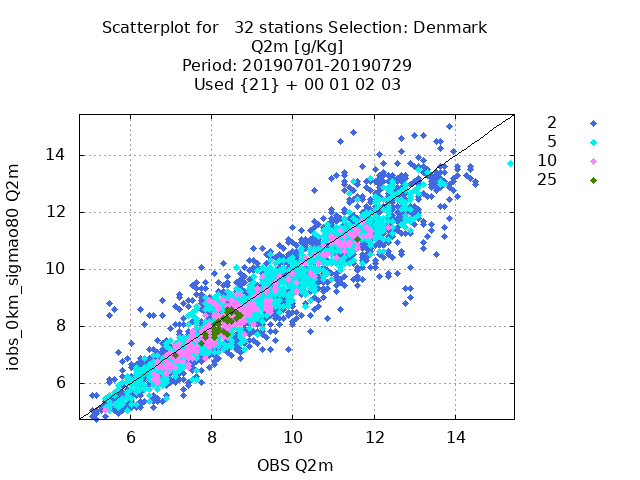 Scatterplot for   32 stations Selection: Denmark
Q2m [g/Kg]
Period: 20190701-20190729
Used {21} + 00 01 02 03
2
5
10
25
14
12
10
8
6
iobs_0km_sigmao80 Q2m
6 8 10 12 14
OBS Q2m